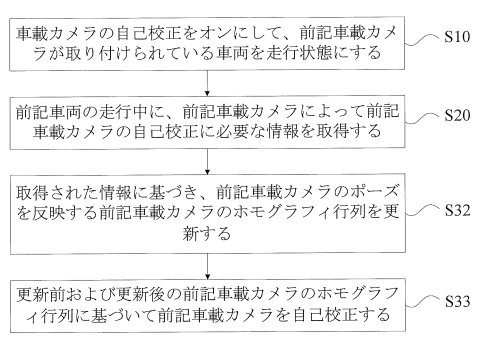 車載カメラの自己校正をオンにして、前記車載カメ
ラが取り付けられている車両を走行状態にする
S10
前記車両の走行中に、前記車載カメラによって前記
車載カメラの自己校正に必要な情報を取得する
S20
取得された情報に基づき、前記車載カメラのポーズ
を反映する前記車載カメラのホモグラフィ行列を更
新する
S32
更新前および更新後の前記車載カメラのホモグラフ
ィ行列に基づいて前記車載カメラを自己校正する
S33